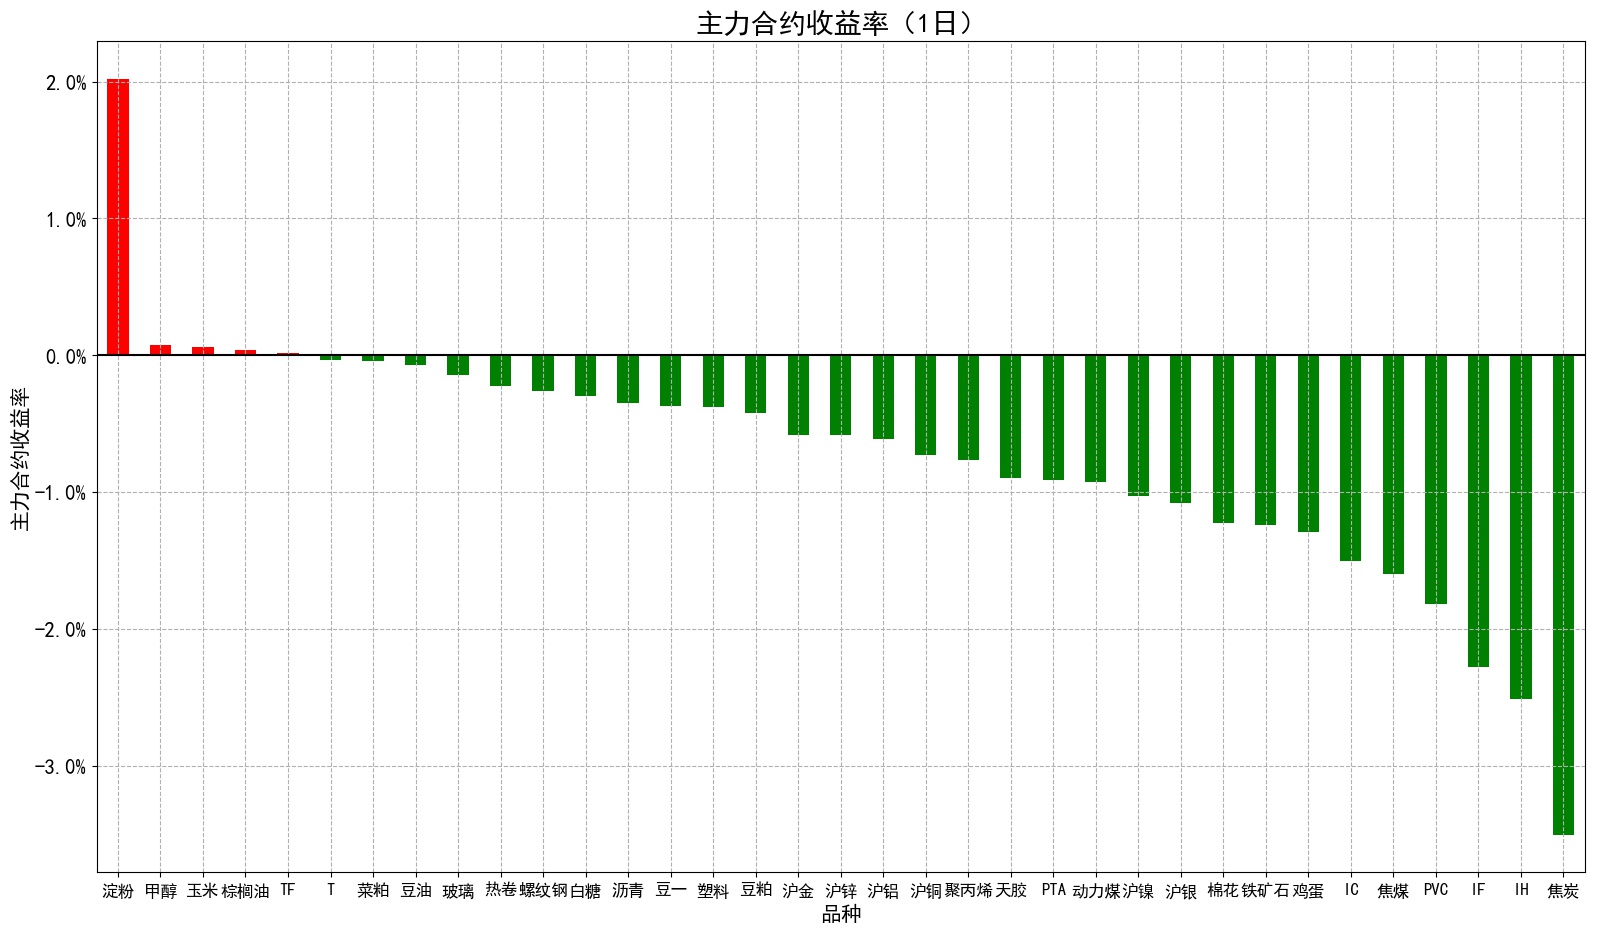 主力合约收益率（1日）
2.0%
1.0%
0.0%
-1.0%
-2.0%
-3.0%
主力合约收益率
淀粉 甲醇 玉米 棕榈油 TF T 菜粕 豆油 玻璃 热卷 螺纹钢 白糖 沥青 豆一 塑料 豆粕 沪金 沪锌 沪铝 沪铜 聚丙烯 天胶 PTA 动力煤 沪镍 沪银 棉花 铁矿石 鸡蛋 IC 焦煤 PVC IF IH 焦炭
品种